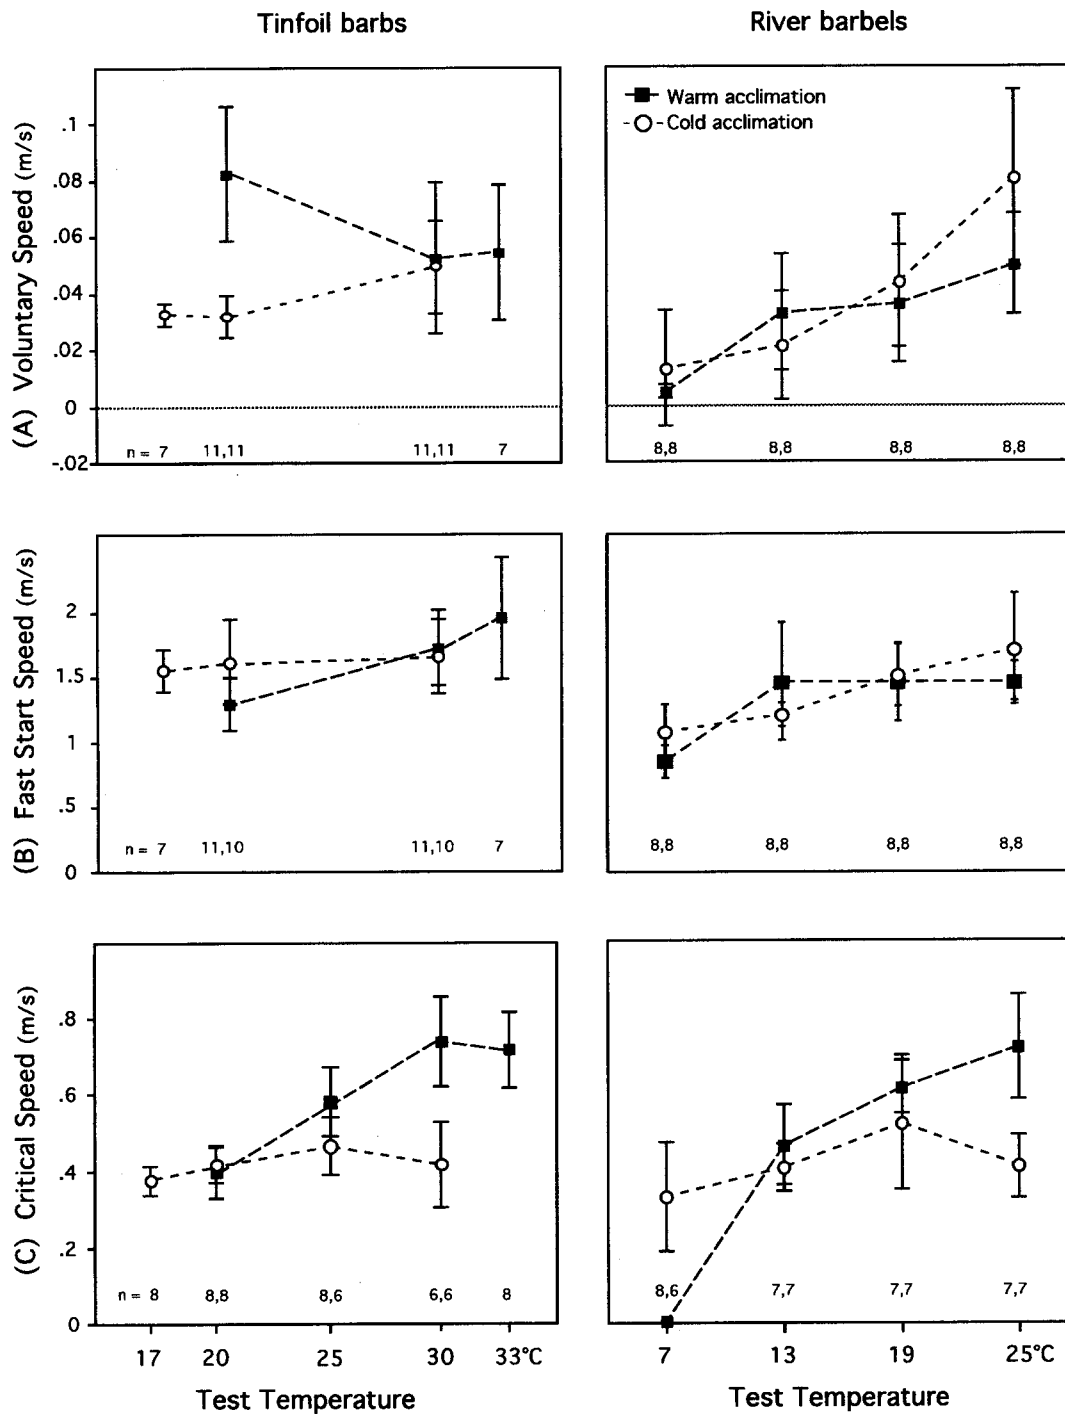 Tinfoil barbs
River barbels
(A) Voluntary Speed (m/s)
.1
.08
.06
.04
.02
0
-.02
n = 7 11,11 11,11 7
Warm acclimation
Cold acclimation
8,8 8,8 8,8 8,8
(B) Fast Start Speed (m/s)
2
1.5
1
.5
0
n = 7 11,10 11,10 7
8,8 8,8 8,8 8,8
(C) Critical Speed (m/s)
.8
.6
.4
.2
0
n = 8 8,8 8,6 6,6 8
8,6 7,7 7,7 7,7
17 20 25 30 33°C
7 13 19 25°C
Test Temperature
Test Temperature